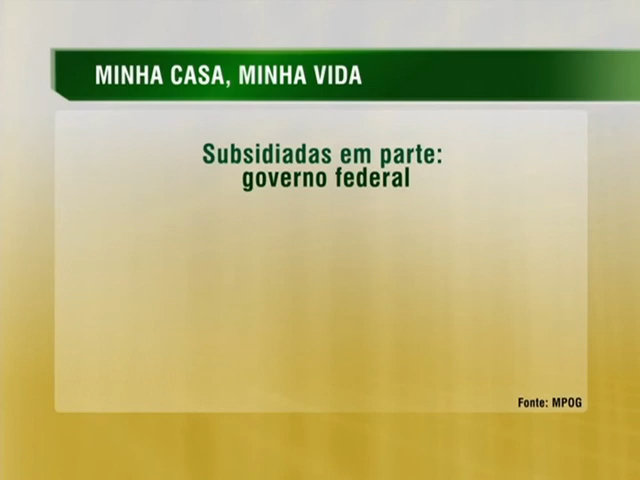 MINHA CASA, MINHA VIDA
Subsidiadas em parte:
governo federal
Fonte: MPOG